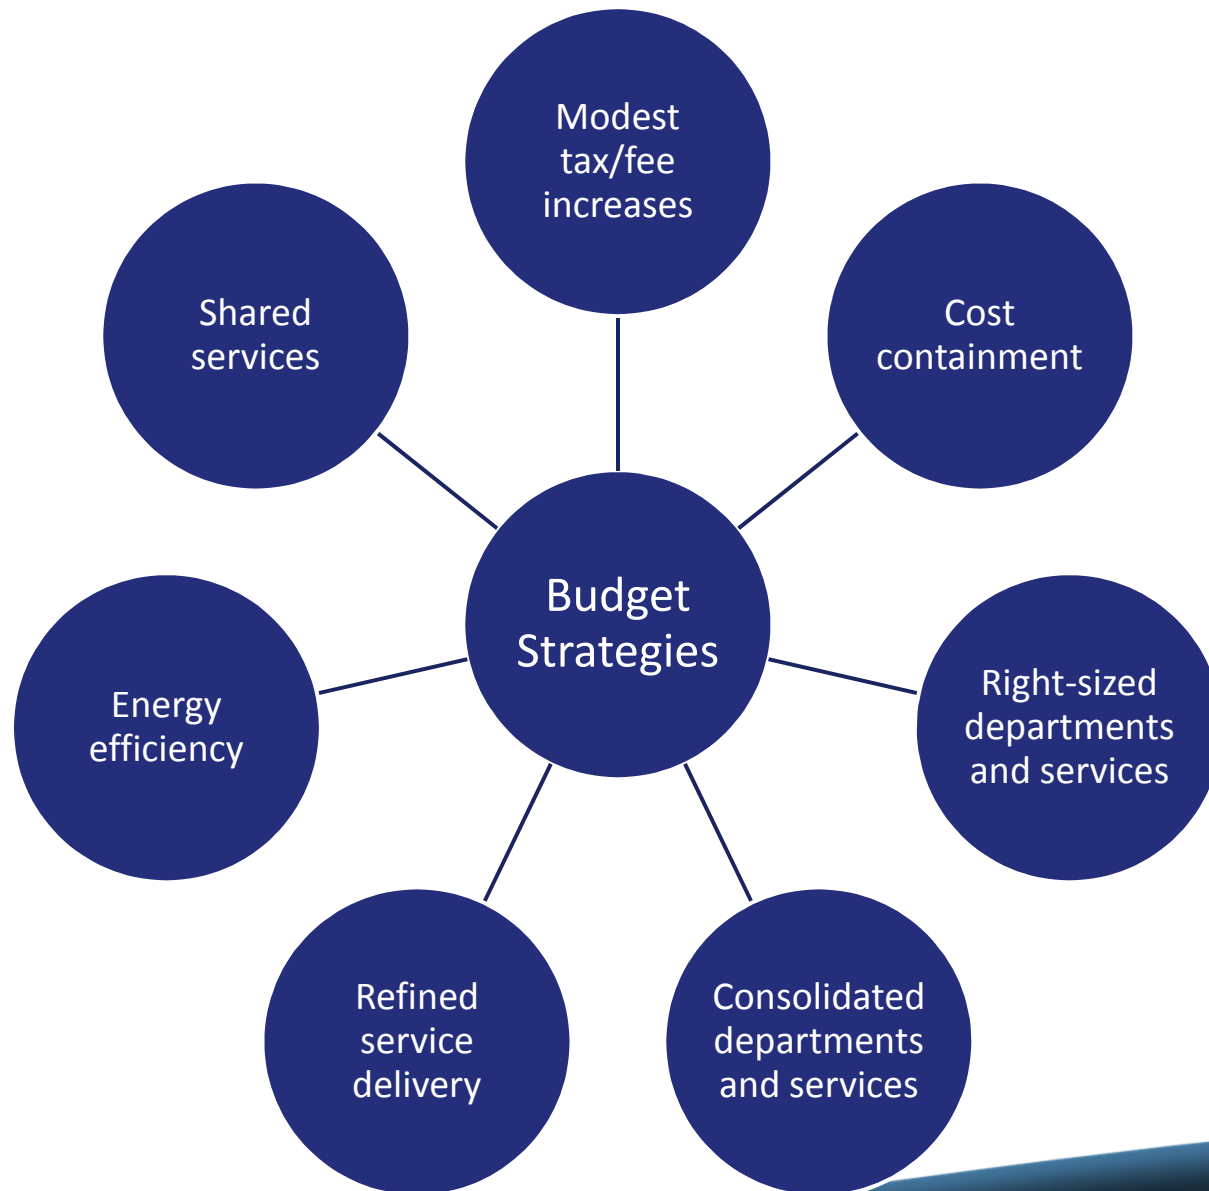 Modest
tax/fee
increases
Cost
containment
Right-sized
departments
and services
Consolidated
departments
and services
Refined
service
delivery
Energy
efficiency
Shared
services
Budget
Strategies